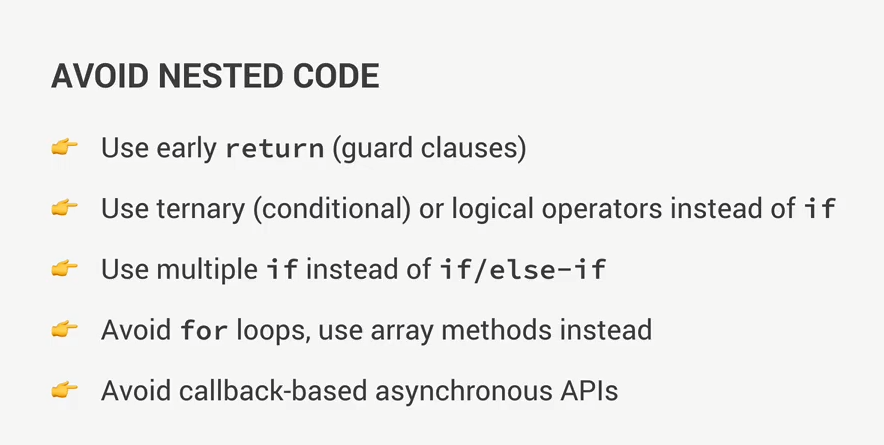 AVOID NESTED CODE
👉 Use early return (guard clauses)
👉 Use ternary (conditional) or logical operators instead of if
👉 Use multiple if instead of if/else-if
👉 Avoid for loops, use array methods instead
👉 Avoid callback-based asynchronous APIs